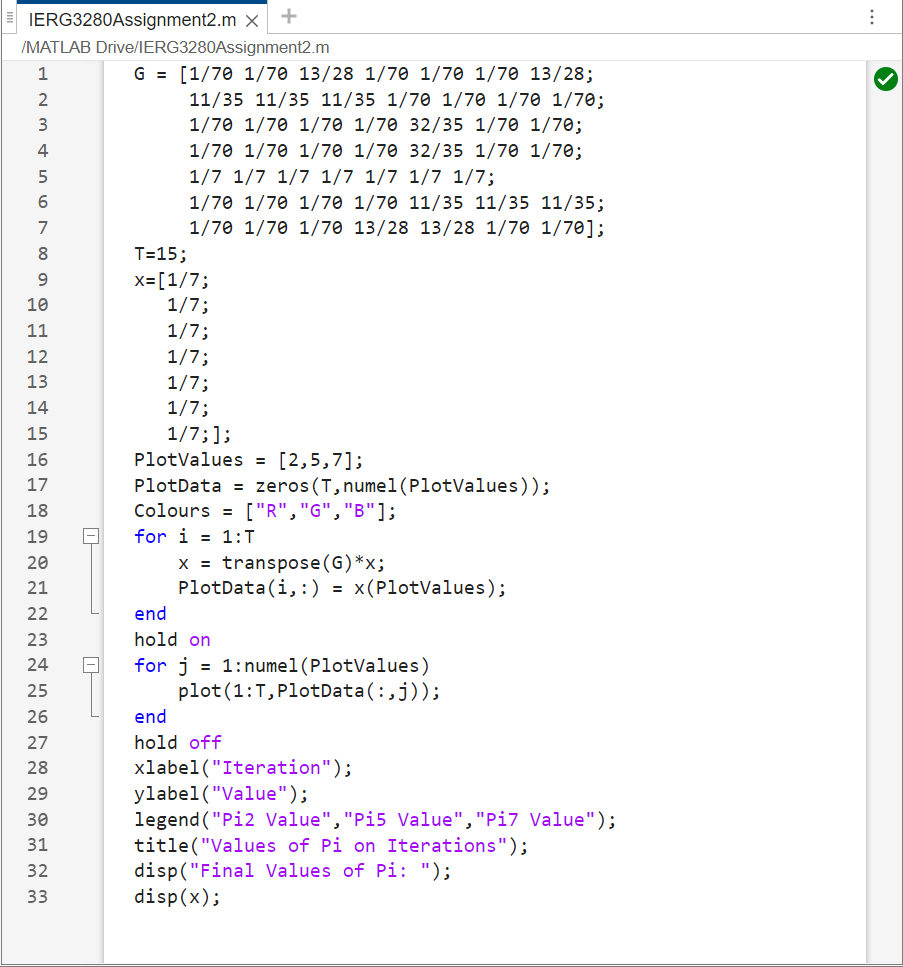 IERG3280Assignment2.m
/MATLAB Drive/IERG3280Assignment2.m
1 G = [1/70 1/70 13/28 1/70 1/70 1/70 13/28;
2 11/35 11/35 11/35 1/70 1/70 1/70 1/70;
3 1/70 1/70 1/70 1/70 32/35 1/70 1/70;
4 1/70 1/70 1/70 1/70 32/35 1/70 1/70;
5 1/7 1/7 1/7 1/7 1/7 1/7 1/7;
6 1/70 1/70 1/70 1/70 11/35 11/35 11/35;
7 1/70 1/70 1/70 13/28 13/28 1/70 1/70];
8 T=15;
9 x=[1/7;
10 1/7;
11 1/7;
12 1/7;
13 1/7;
14 1/7;
15 1/7;];
16 PlotValues = [2,5,7];
17 PlotData = zeros(T,numel(PlotValues));
18 Colours = ["R","G","B"];
19 for i = 1:T
20 x = transpose(G)*x;
21 PlotData(i,:) = x(PlotValues);
22 end
23 hold on
24 for j = 1:numel(PlotValues)
25 plot(1:T,PlotData(:,j));
26 end
27 hold off
28 xlabel("Iteration");
29 ylabel("Value");
30 legend("Pi2 Value","Pi5 Value","Pi7 Value");
31 title("Values of Pi on Iterations");
32 disp("Final Values of Pi: ");
33 disp(x);